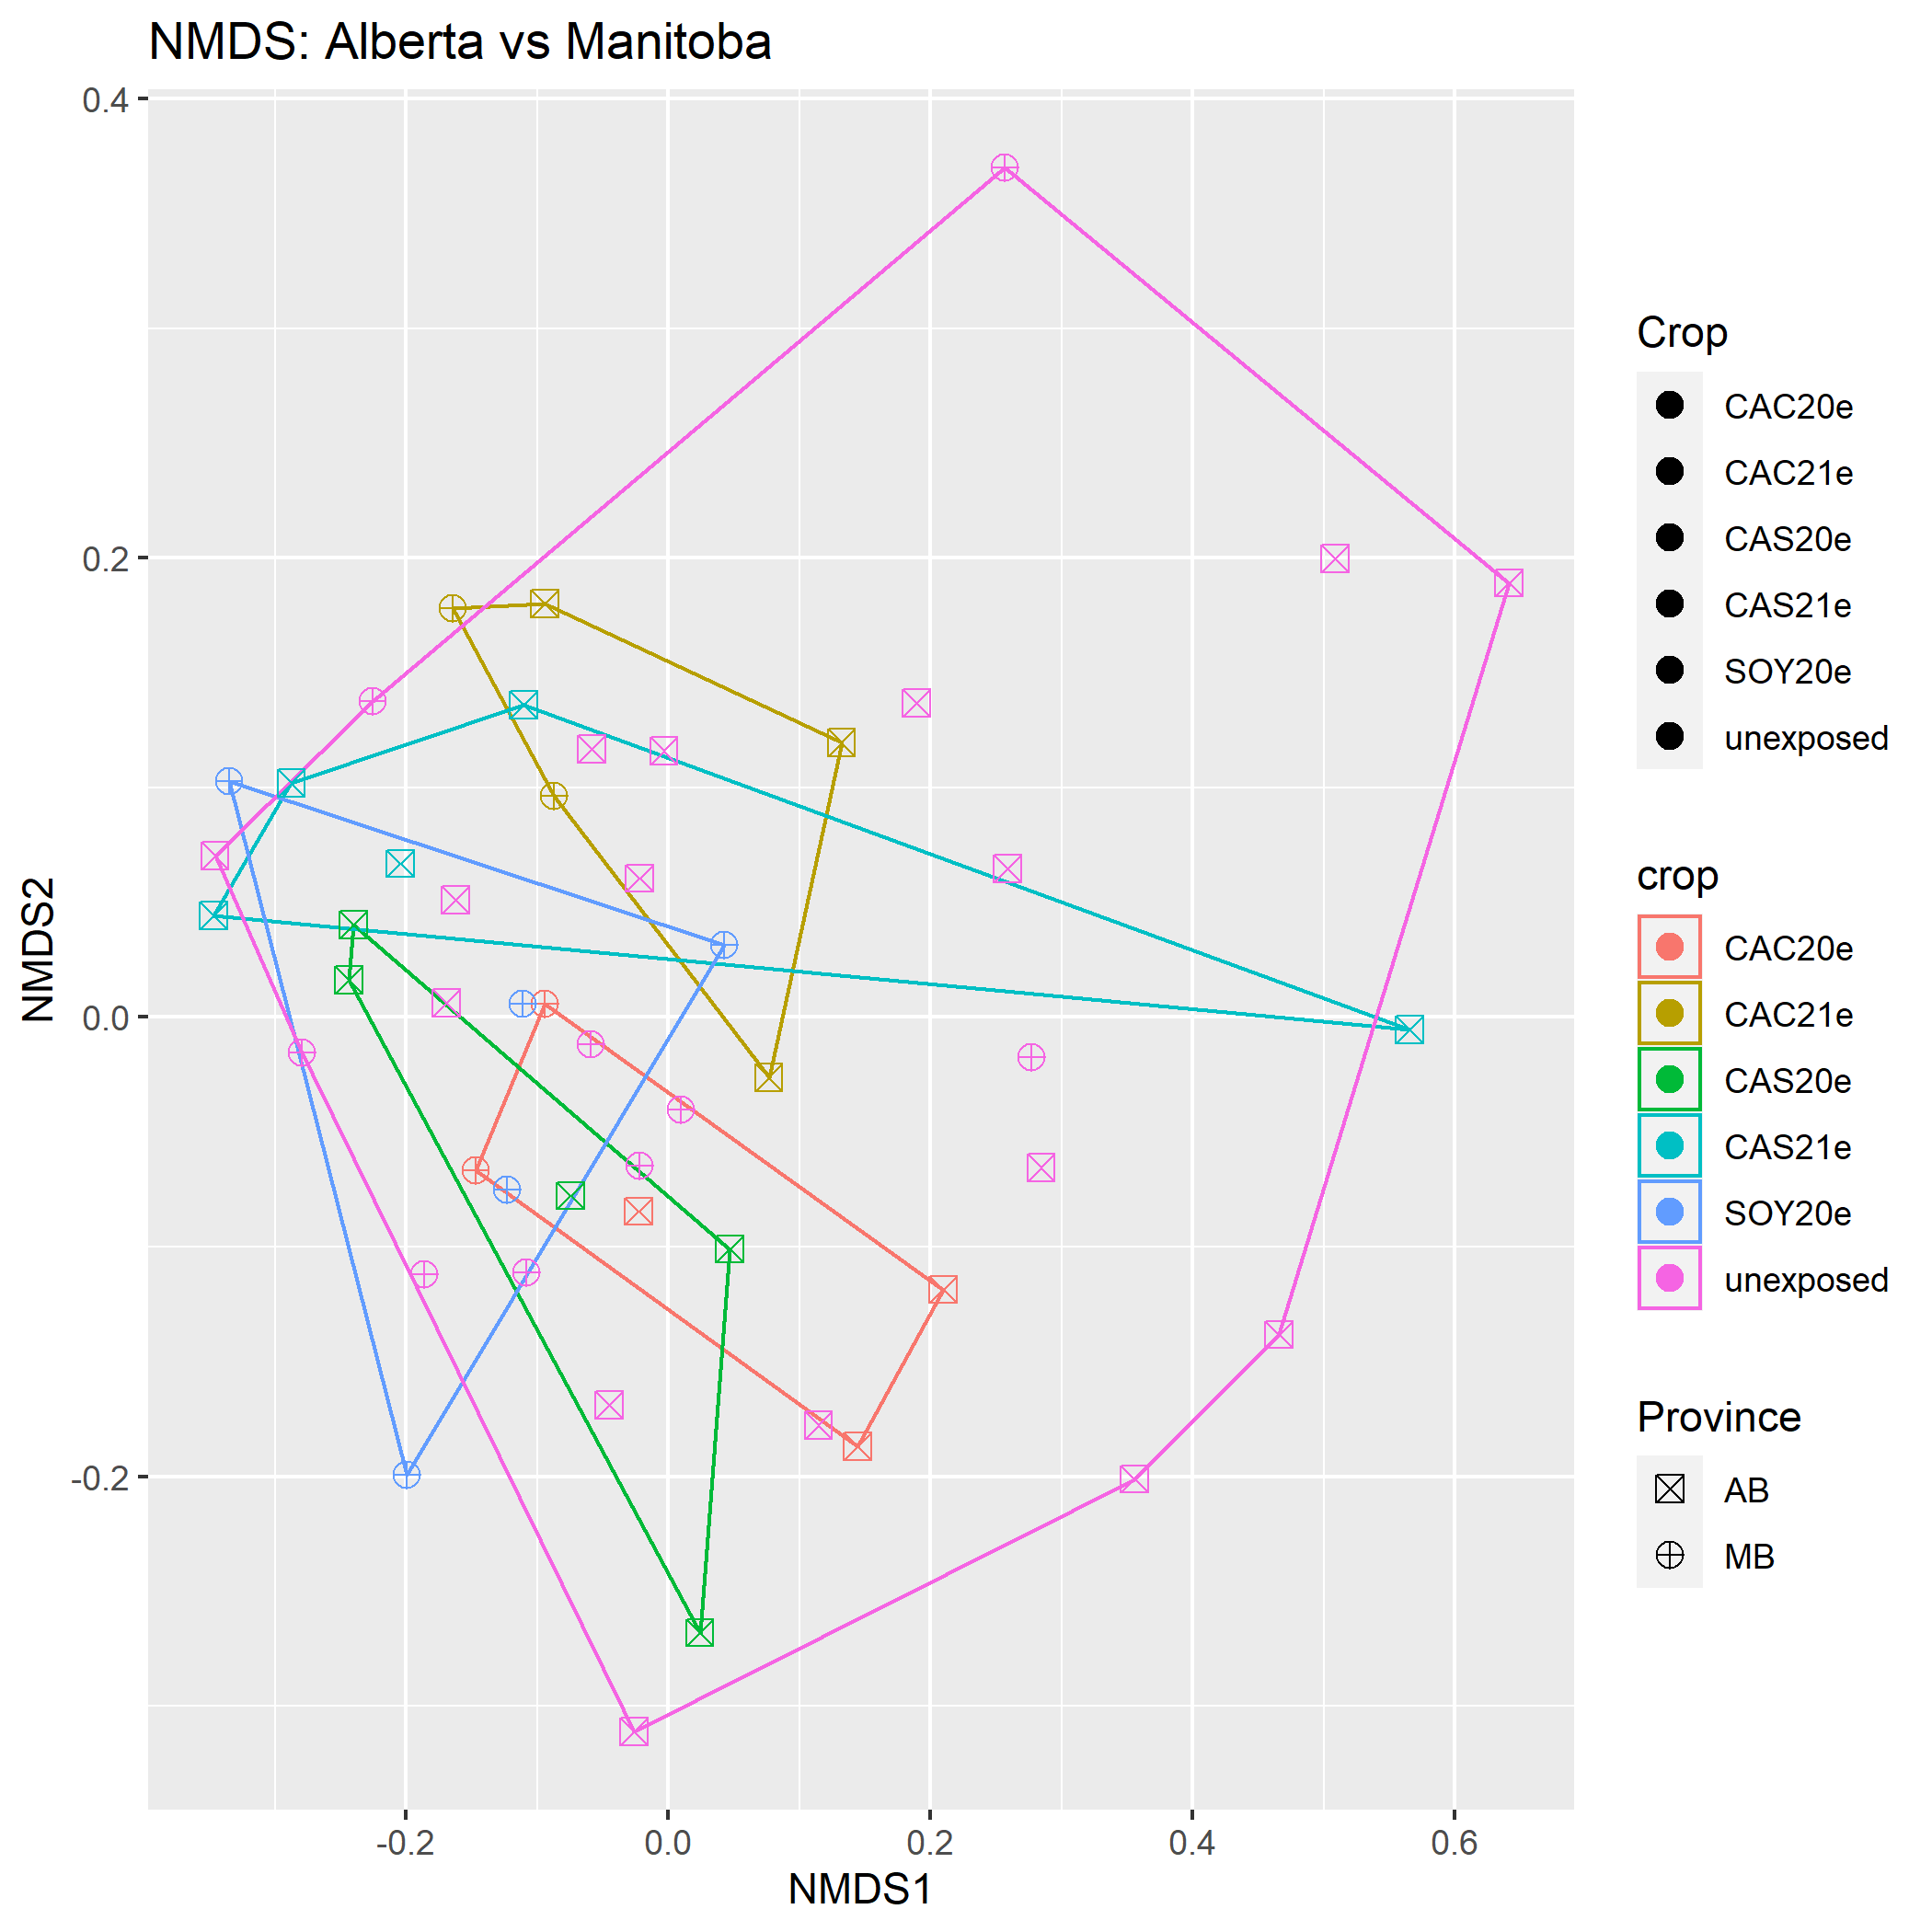 NMDS: Alberta vs Manitoba
0.4
0.2
0.0
-0.2
NMDS2
-0.2
0.0
0.2
0.4
0.6
NMDS1
Crop
CAC20e
CAC21e
CAS20e
CAS21e
SOY20e
unexposed
crop
CAC20e
CAC21e
CAS20e
CAS21e
SOY20e
unexposed
Province
AB
MB